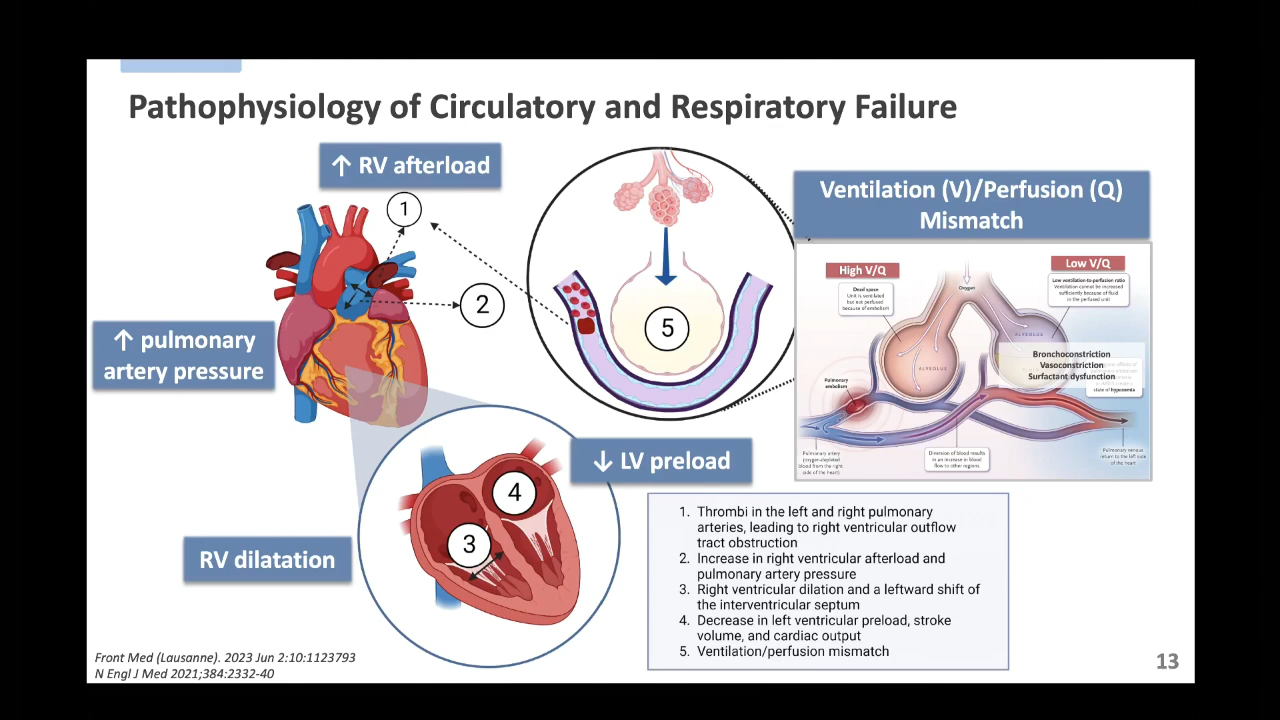 Pathophysiology of Circulatory and Respiratory Failure
↑ RV afterload
1
2
↑ pulmonary
artery pressure
5
Ventilation (V)/Perfusion (Q)
Mismatch
High V/Q
Low V/Q
Dead space
Unit is ventilated
but not perfused
because of embolism
Oxygen
Low ventilation-to-perfusion ratio
Ventilation cannot be increased
sufficiently because of fluid
in the perfused unit
ALVEOLUS
ALVEOLUS
Bronchoconstriction
Vasoconstriction
Surfactant dysfunction
state of hypoxemia
Pulmonary
embolism
Pulmonary artery
(oxygen-depleted
blood from the right
side of the heart)
Diversion of blood results
in an increase in blood
flow to other regions
Pulmonary venous
return to the left side
of the heart
↓ LV preload
4
3
RV dilatation
1. Thrombi in the left and right pulmonary
arteries, leading to right ventricular outflow
tract obstruction
2. Increase in right ventricular afterload and
pulmonary artery pressure
3. Right ventricular dilation and a leftward shift of
the interventricular septum
4. Decrease in left ventricular preload, stroke
volume, and cardiac output
5. Ventilation/perfusion mismatch
Front Med (Lausanne). 2023 Jun 2:10:1123793
N Engl J Med 2021;384:2332-40
13